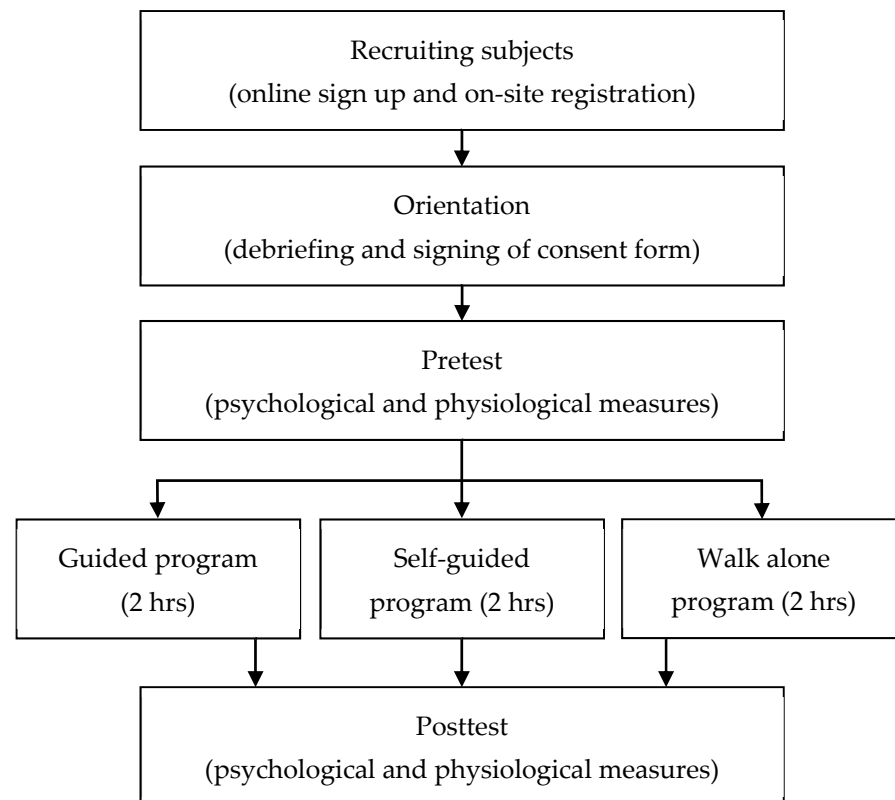 Recruiting subjects
(online sign up and on-site registration)
Orientation
(debriefing and signing of consent form)
Pretest
(psychological and physiological measures)
Guided program
(2 hrs)
Self-guided
program (2 hrs)
Walk alone
program (2 hrs)
Posttest
(psychological and physiological measures)